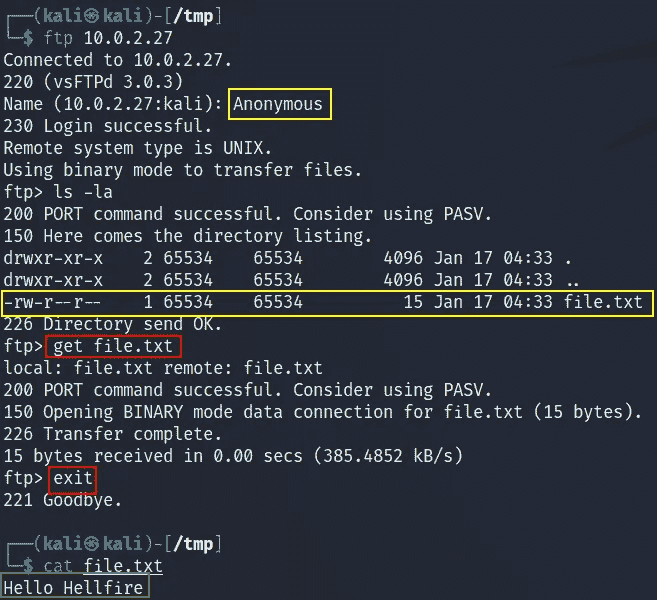 ┌──(kali㉿kali)-[/tmp]
└─$ ftp 10.0.2.27
Connected to 10.0.2.27.
220 (vsFTPd 3.0.3)
Name (10.0.2.27:kali): Anonymous
230 Login successful.
Remote system type is UNIX.
Using binary mode to transfer files.
ftp> ls -la
200 PORT command successful. Consider using PASV.
150 Here comes the directory listing.
drwxr-xr-x    2 65534    65534        4096 Jan 17 04:33 .
drwxr-xr-x    2 65534    65534        4096 Jan 17 04:33 ..
-rw-r--r--    1 65534    65534          15 Jan 17 04:33 file.txt
226 Directory send OK.
ftp> get file.txt
local: file.txt remote: file.txt
200 PORT command successful. Consider using PASV.
150 Opening BINARY mode data connection for file.txt (15 bytes).
226 Transfer complete.
15 bytes received in 0.00 secs (385.4852 kB/s)
ftp> exit
221 Goodbye.
┌──(kali㉿kali)-[/tmp]
└─$ cat file.txt
Hello Hellfire